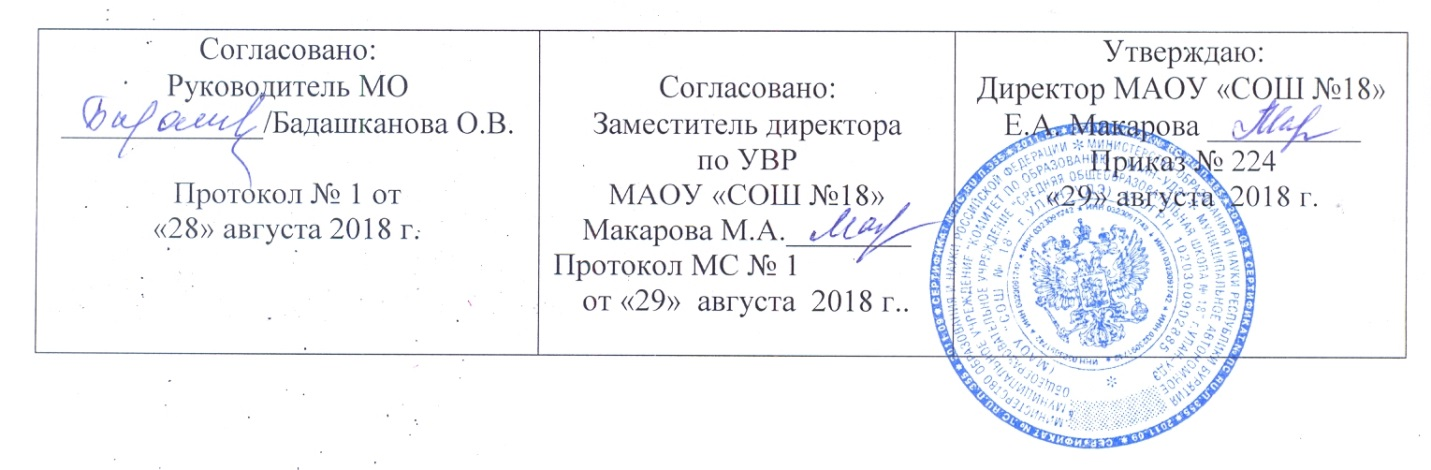 Согласовано:
Руководитель МО
/Бадашканова О.В.
Протокол № 1 от
«28» августа 2018 г.
Согласовано:
Заместитель директора
по УВР
МАОУ «СОШ №18»
Макарова М.А.
Протокол МС № 1
от «29» августа 2018 г..
Утверждаю:
Директор МАОУ «СОШ №18»
Е.А. Макарова
Приказ № 224
«29» августа 2018 г.